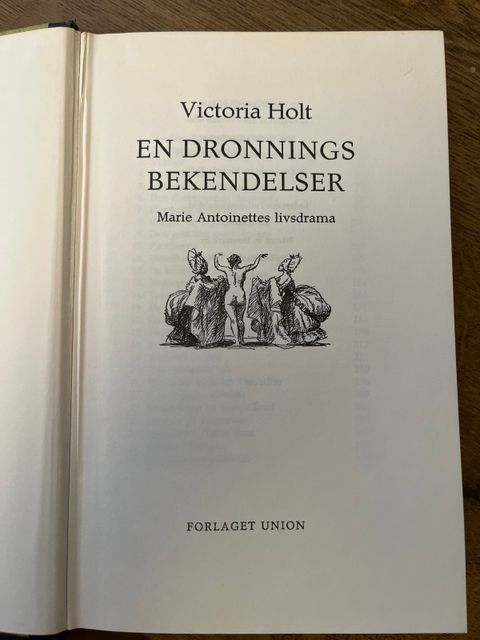 Victoria Holt
EN DRONNINGS
BEKENDELSER
Marie Antoinettes livsdrama
FORLAGET UNION